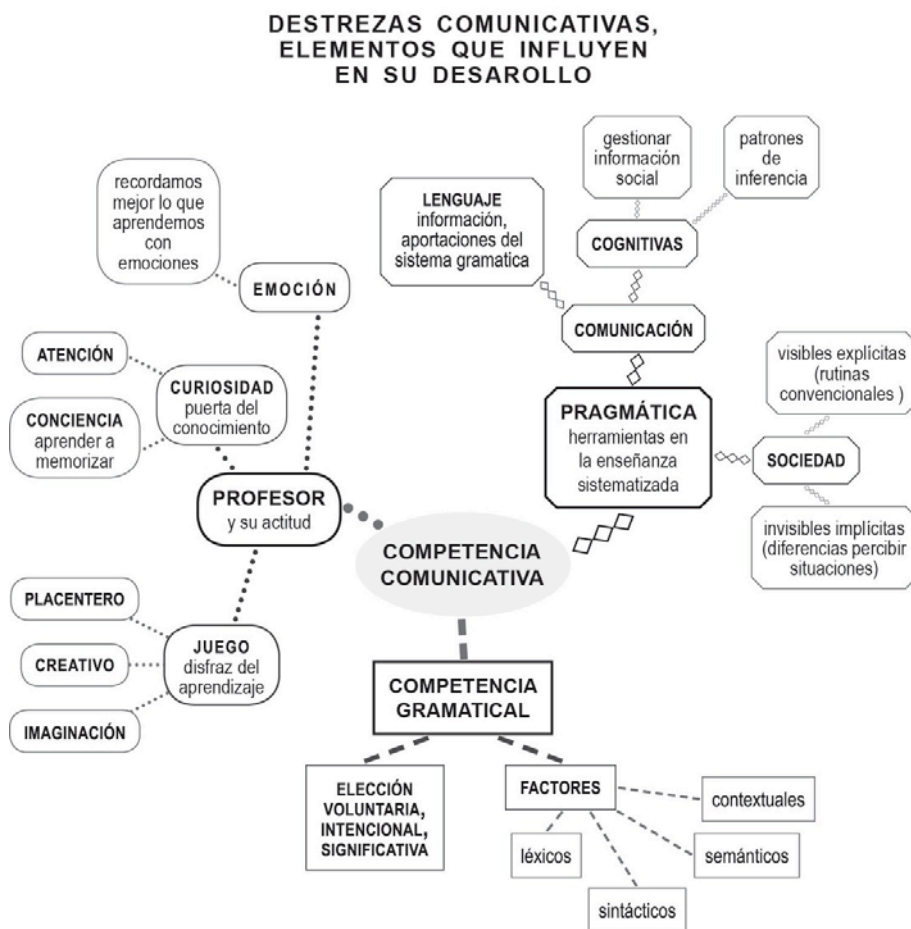 DESTREZAS COMUNICATIVAS,
ELEMENTOS QUE INFLUYEN
EN SU DESAROLLO
gestionar
información
social
patrones
de
inferencia
recordamos
mejor lo que
aprendemos
con
emociones
LENGUAJE
información,
aportaciones del
sistema gramatica
COGNITIVAS
EMOCIÓN
COMUNICACIÓN
ATENCIÓN
CURIOSIDAD
puerta del
conocimiento
CONCIENCIA
aprender a
memorizar
visibles explícitas
(rutinas
convencionales )
PRAGMÁTICA
herramientas en
la enseñanza
sistematizada
SOCIEDAD
PROFESOR
y su actitud
invisibles implícitas
(diferencias percibir
situaciones)
COMPETENCIA
COMUNICATIVA
PLACENTERO
CREATIVO
IMAGINACIÓN
JUEGO
disfraz del
aprendizaje
COMPETENCIA
GRAMATICAL
ELECCIÓN
VOLUNTARIA,
INTENCIONAL,
SIGNIFICATIVA
FACTORES
contextuales
léxicos
semánticos
sintácticos